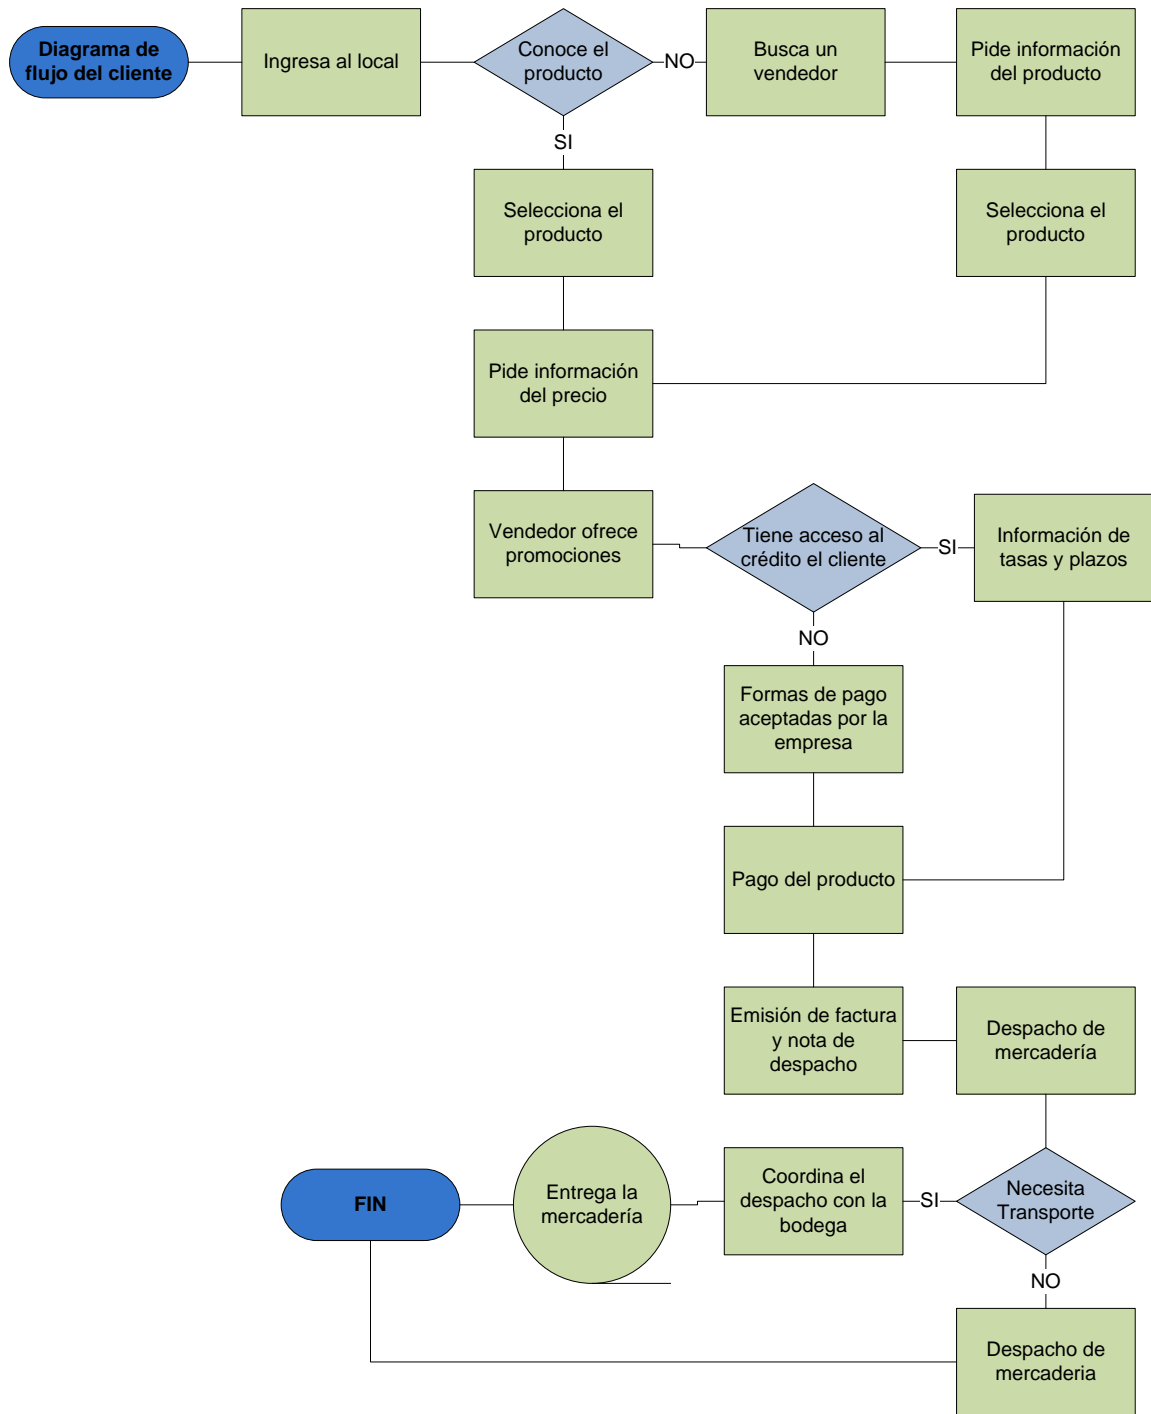 Diagrama de
flujo del cliente
Ingresa al local
Conoce el
producto
NO
Busca un
vendedor
Pide información
del producto
SI
Selecciona el
producto
Selecciona el
producto
Pide información
del precio
Vendedor ofrece
promociones
Tiene acceso al
crédito el cliente
SI
Información de
tasas y plazos
NO
Formas de pago
aceptadas por la
empresa
Pago del producto
Emisión de factura
y nota de
despacho
Despacho de
mercadería
Necesita
Transporte
SI
Coordina el
despacho con la
bodega
Entrega la
mercadería
FIN
NO
Despacho de
mercaderia